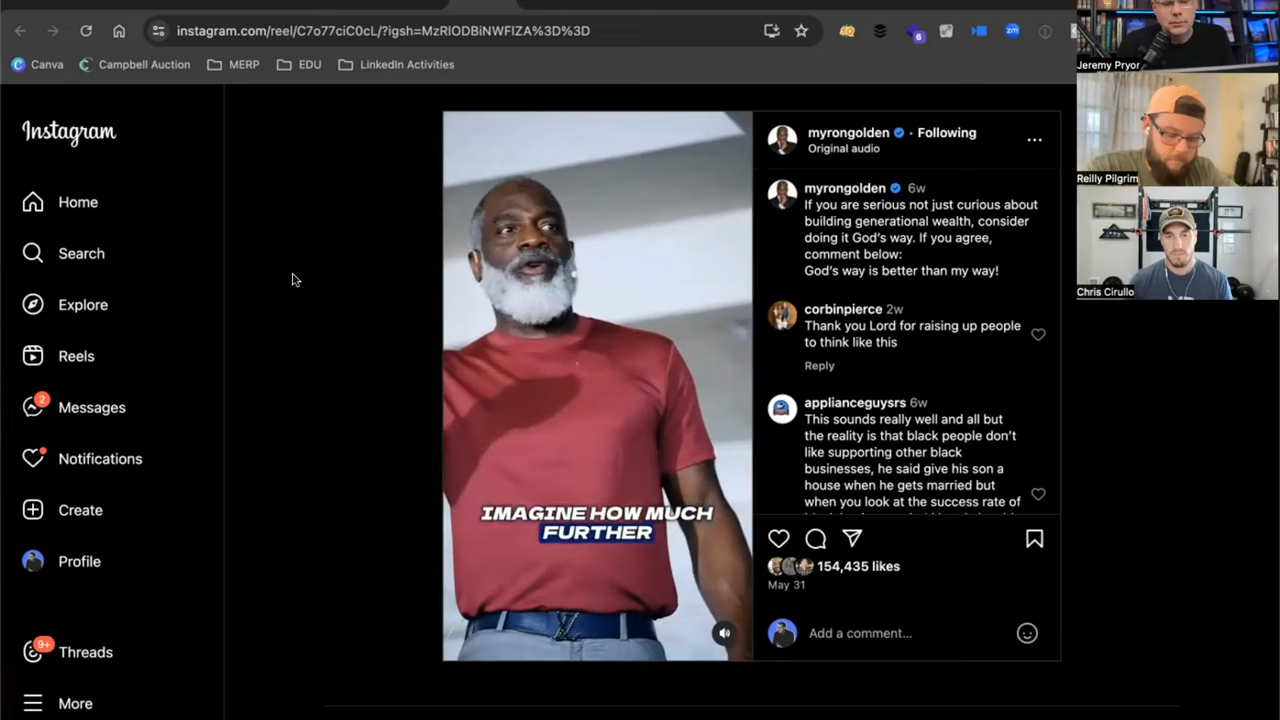 instagram.com/reel/C7o77ciC0cL/?igsh=MzRlODBiNWFlZA%3D%3D
6
zm
Canva
Campbell Auction
MERP
EDU
LinkedIn Activities
Jeremy Pryor
Reilly Pilgrim
Chris Cirullo
Instagram
Home
Search
Explore
Reels
2
Messages
Notifications
Create
Profile
9+
Threads
More
IMAGINE HOW MUCH
FURTHER
myrongolden • Following
Original audio
myrongolden 6w
If you are serious not just curious about
building generational wealth, consider
doing it God's way. If you agree,
comment below:
God's way is better than my way!
corbinpierce 2w
Thank you Lord for raising up people
to think like this
Reply
applianceguysrs 6w
This sounds really well and all but
the reality is that black people don't
like supporting other black
businesses, he said give his son a
house when he gets married but
when you look at the success rate of
154,435 likes
May 31
Add a comment...